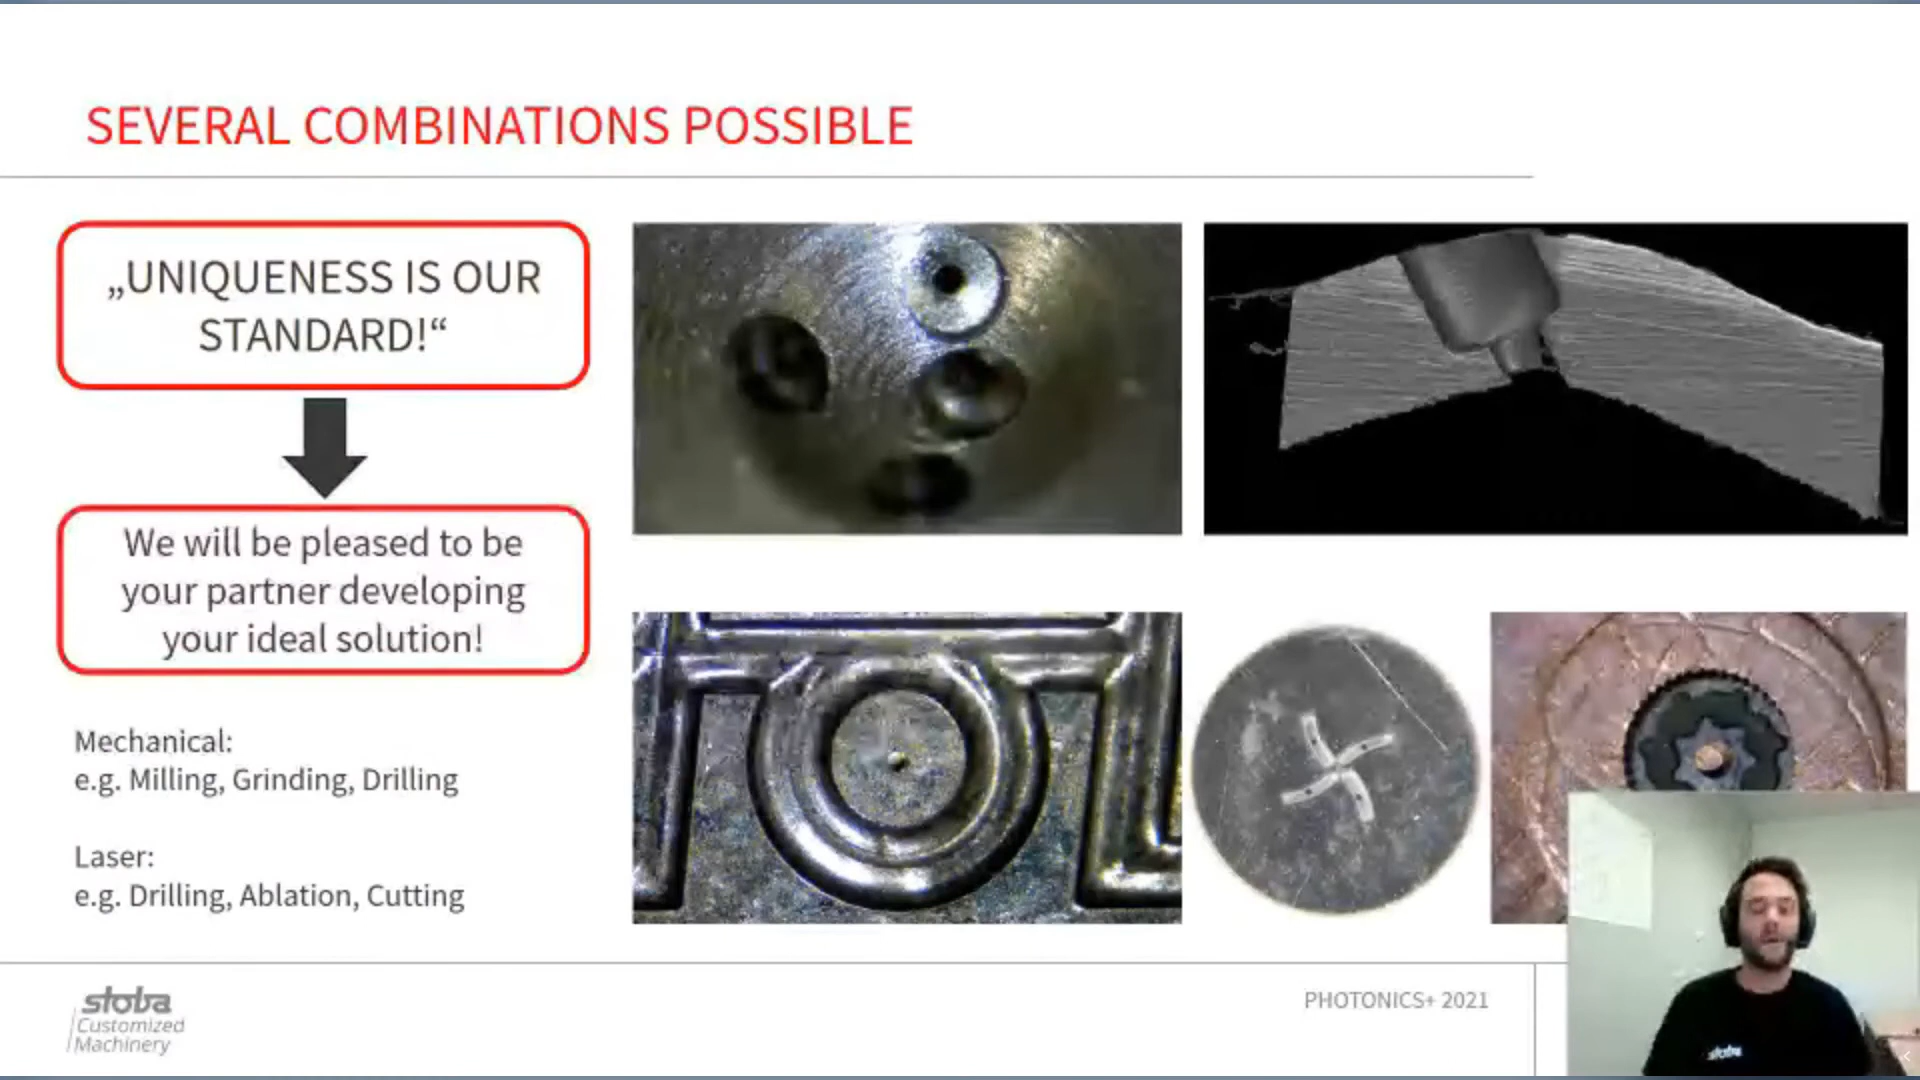 SEVERAL COMBINATIONS POSSIBLE
„UNIQUENESS IS OUR
STANDARD!“
We will be pleased to be
your partner developing
your ideal solution!
Mechanical:
e.g. Milling, Grinding, Drilling
Laser:
e.g. Drilling, Ablation, Cutting
stoba
Customized
Machinery
PHOTONICS+ 2021
stoba